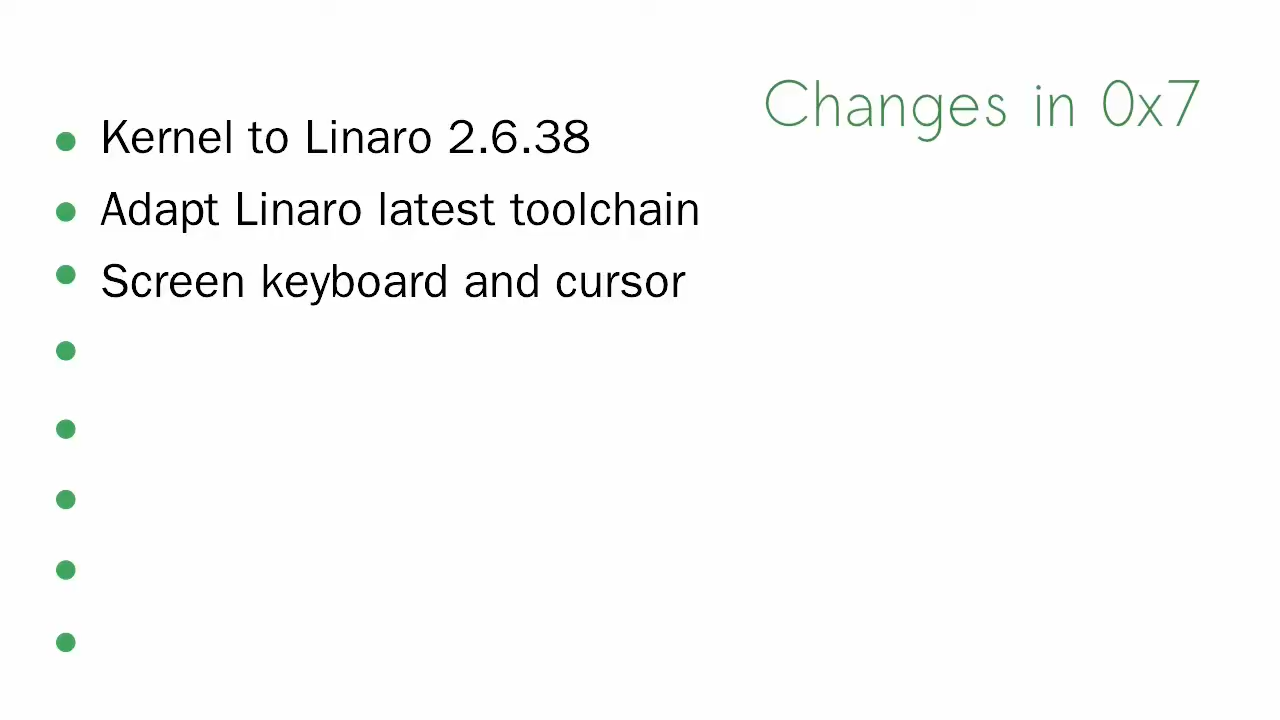 Changes in 0x7
Kernel to Linaro 2.6.38
Adapt Linaro latest toolchain
Screen keyboard and cursor